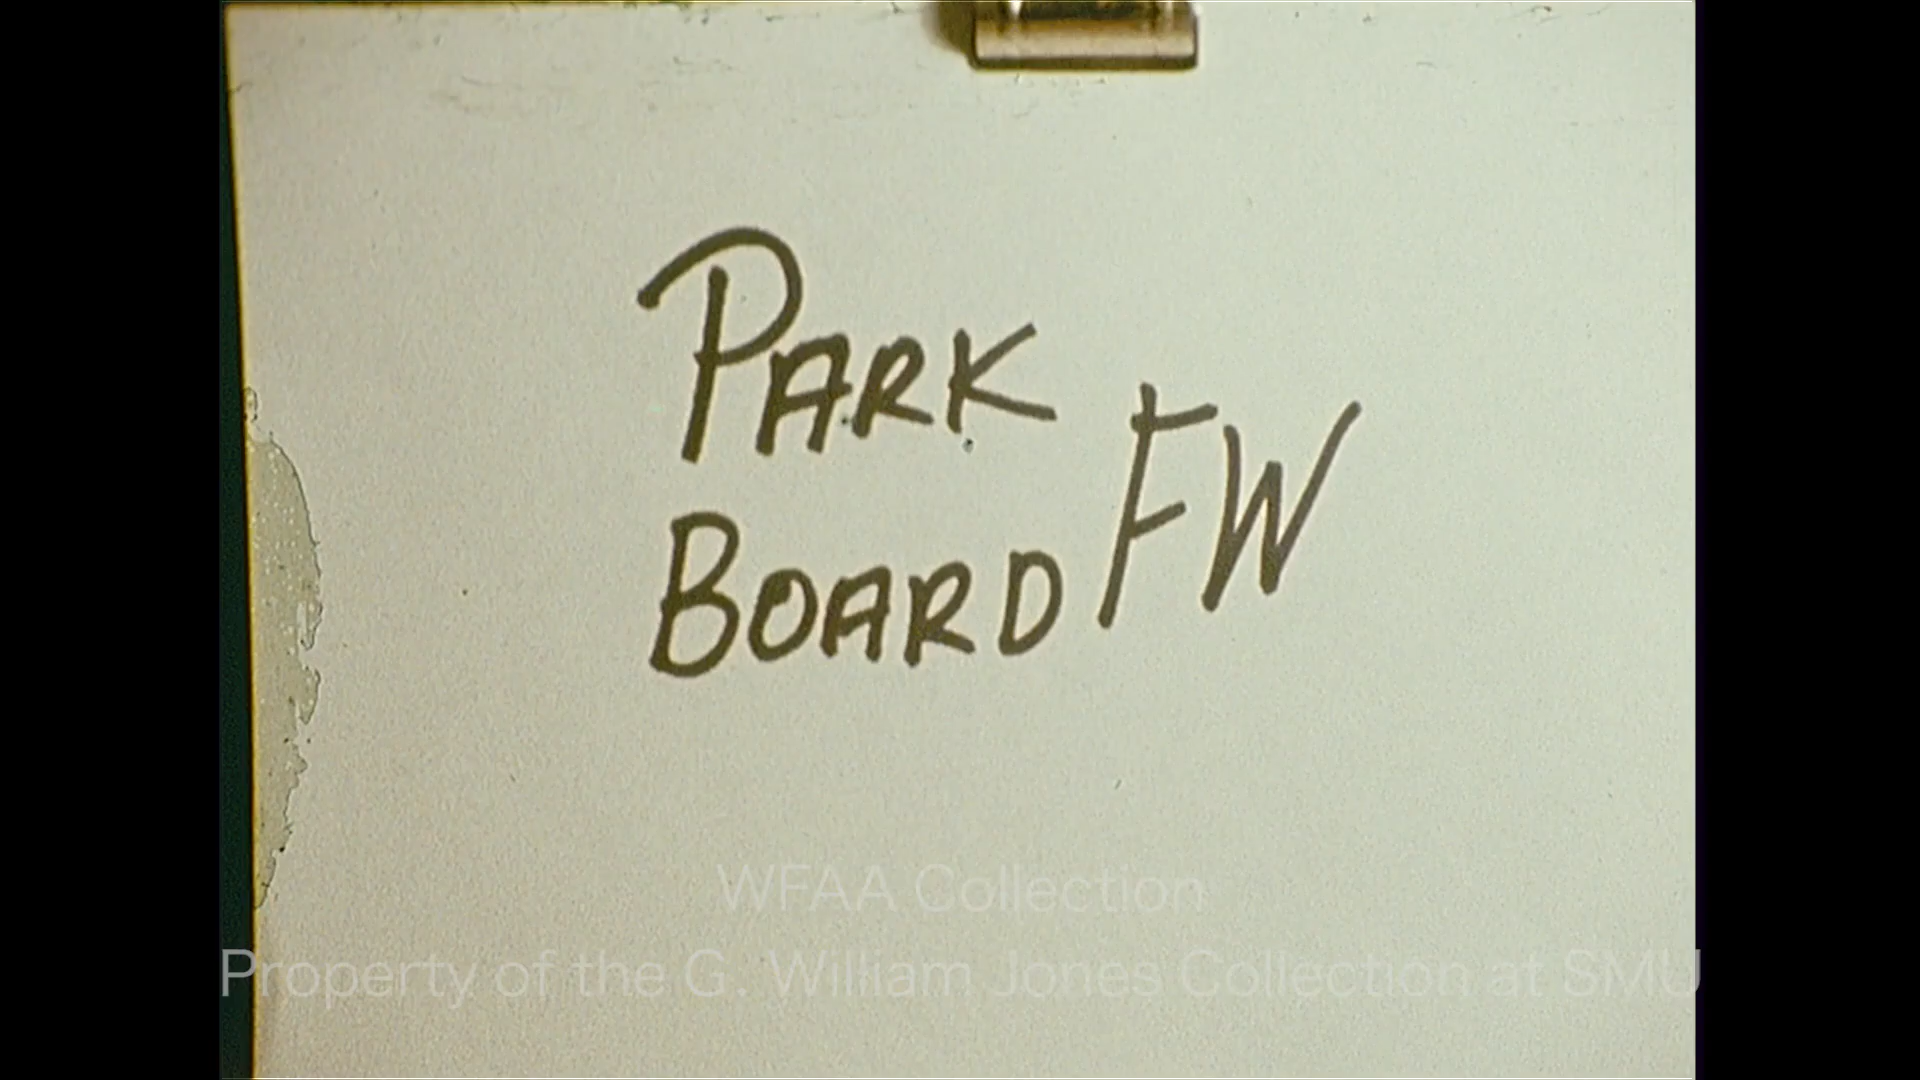 PARK
BOARD FW
WFAA Collection
Property of the G. William Jones Collection at SMU